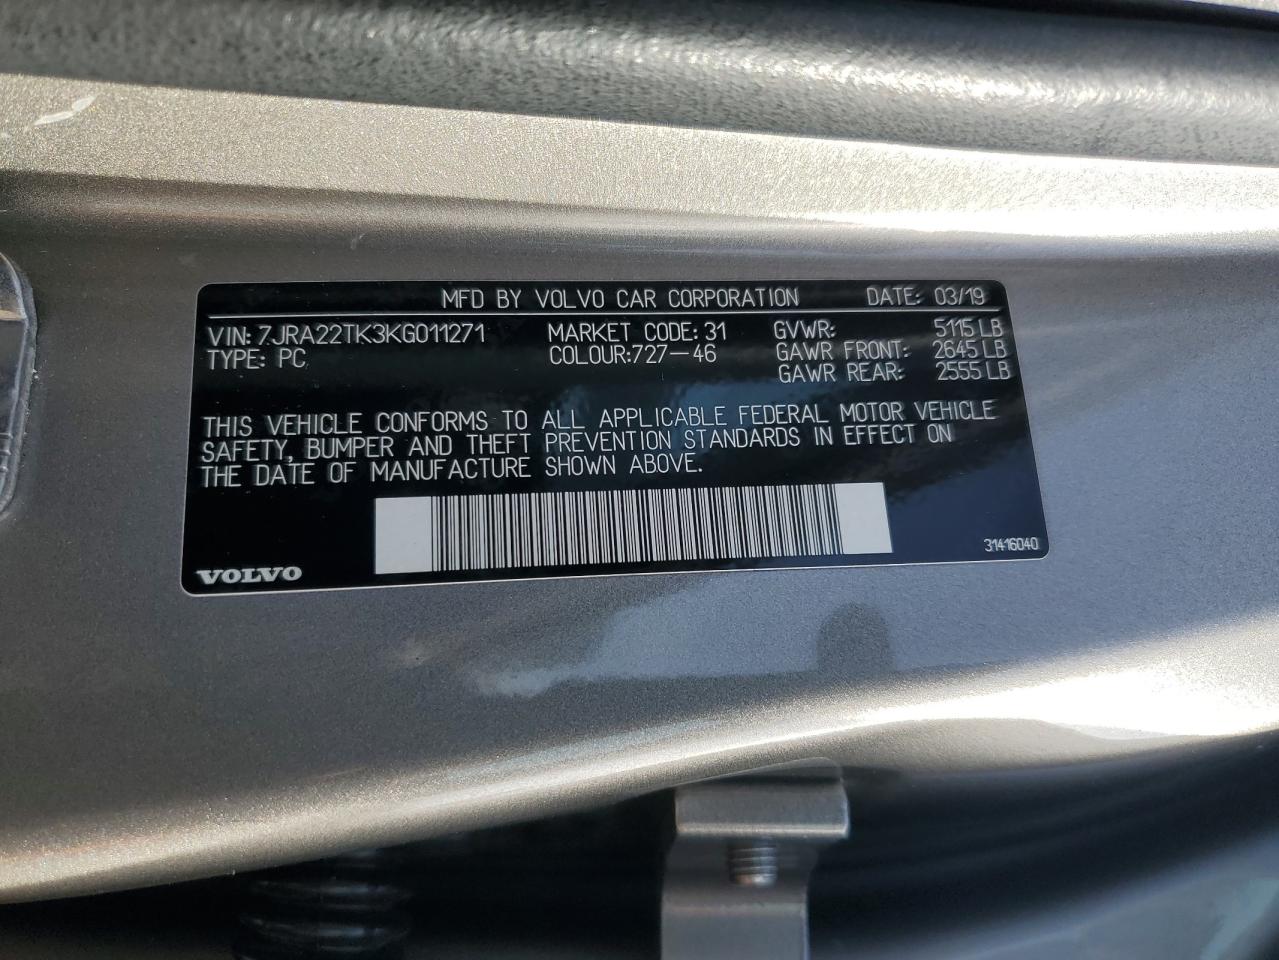 MFD BY VOLVO CAR CORPORATION DATE: 03/19
VIN: 7JRA22TK3KG011271 MARKET CODE: 31 GVWR: 5115 LB
TYPE: PC COLOUR:727-46 GAWR FRONT: 2645 LB
GAWR REAR: 2555 LB
THIS VEHICLE CONFORMS TO ALL APPLICABLE FEDERAL MOTOR VEHICLE
SAFETY, BUMPER AND THEFT PREVENTION STANDARDS IN EFFECT ON
THE DATE OF MANUFACTURE SHOWN ABOVE.
31416040
VOLVO